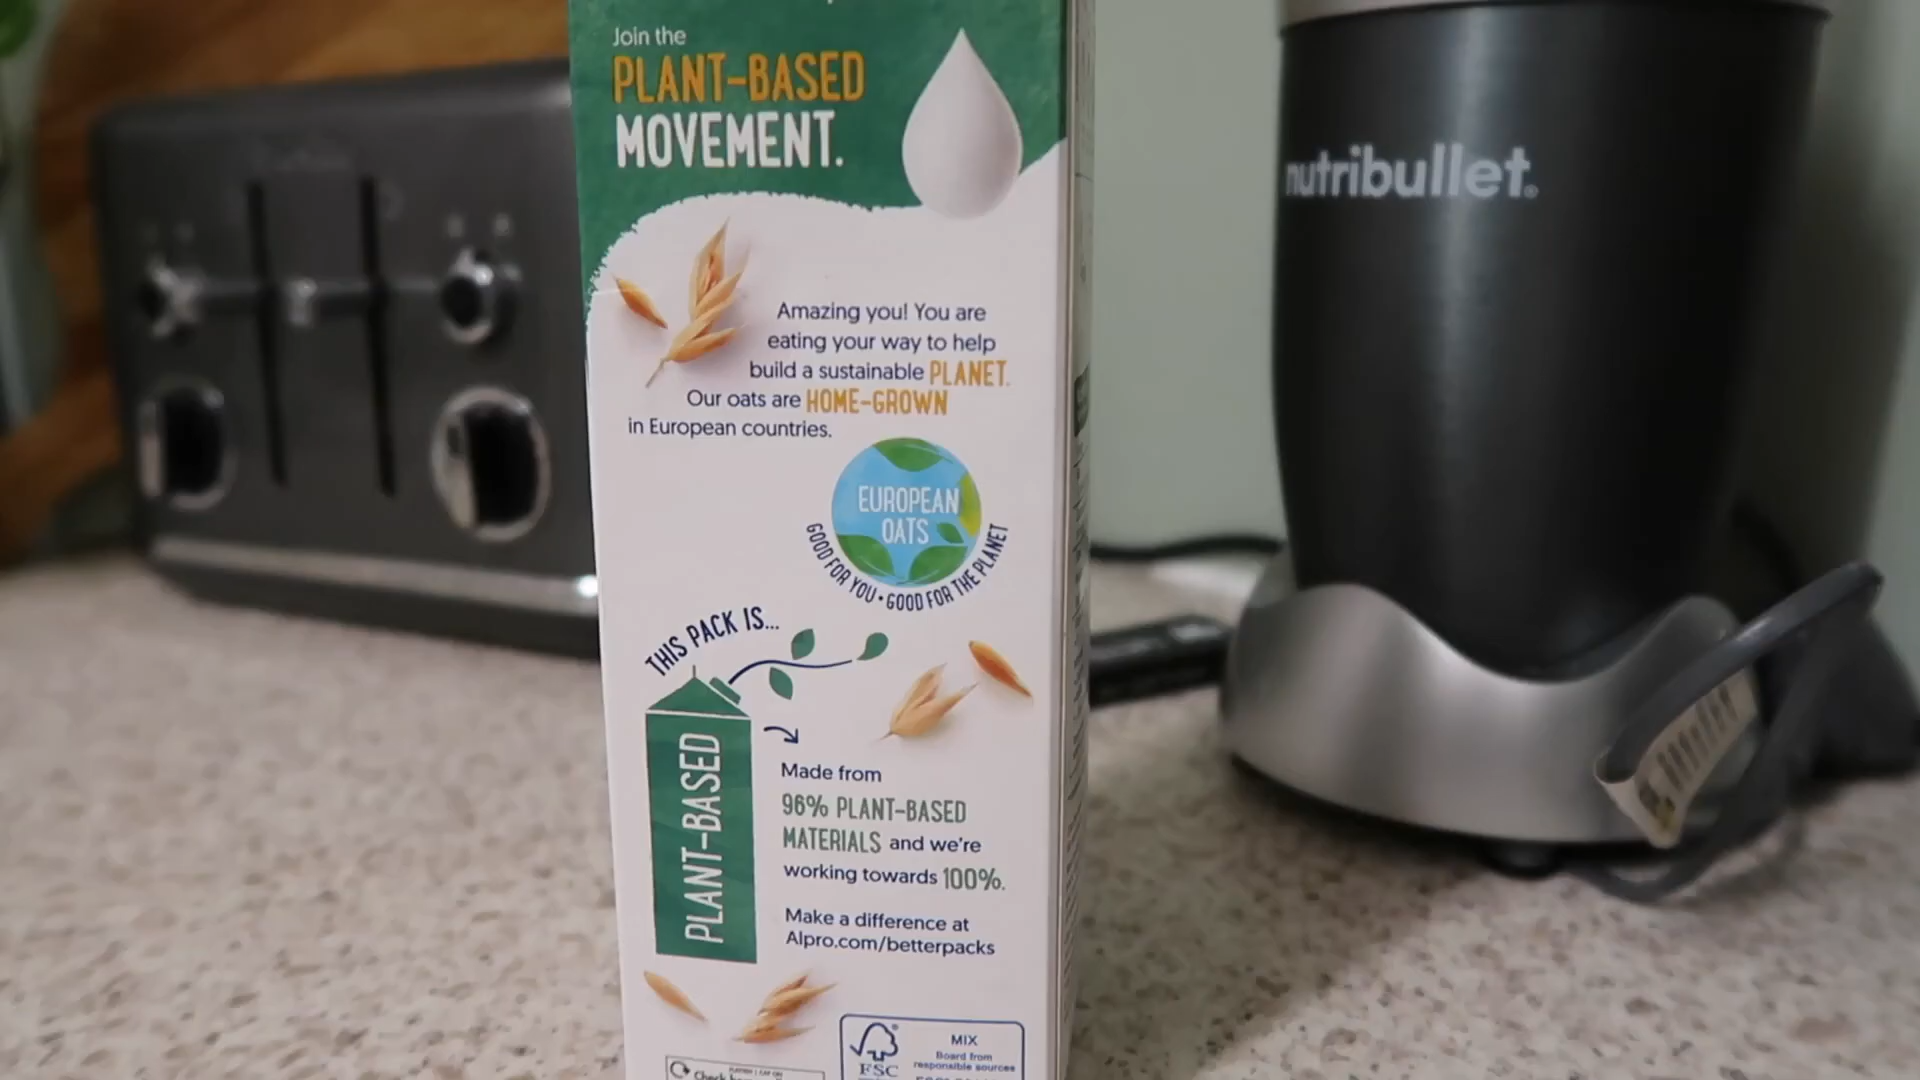 Join the
PLANT-BASED
MOVEMENT.
nutribullet.
Amazing you! You are
eating your way to help
build a sustainable PLANET.
Our oats are HOME-GROWN
in European countries.
EUROPEAN
OATS
GOOD FOR YOU • GOOD FOR THE PLANET
THIS PACK IS...
PLANT-BASED
Made from
96% PLANT-BASED
MATERIALS and we're
working towards 100%.
Make a difference at
Alpro.com/betterpacks
FSC
MIX
Board from
responsible sources
Check